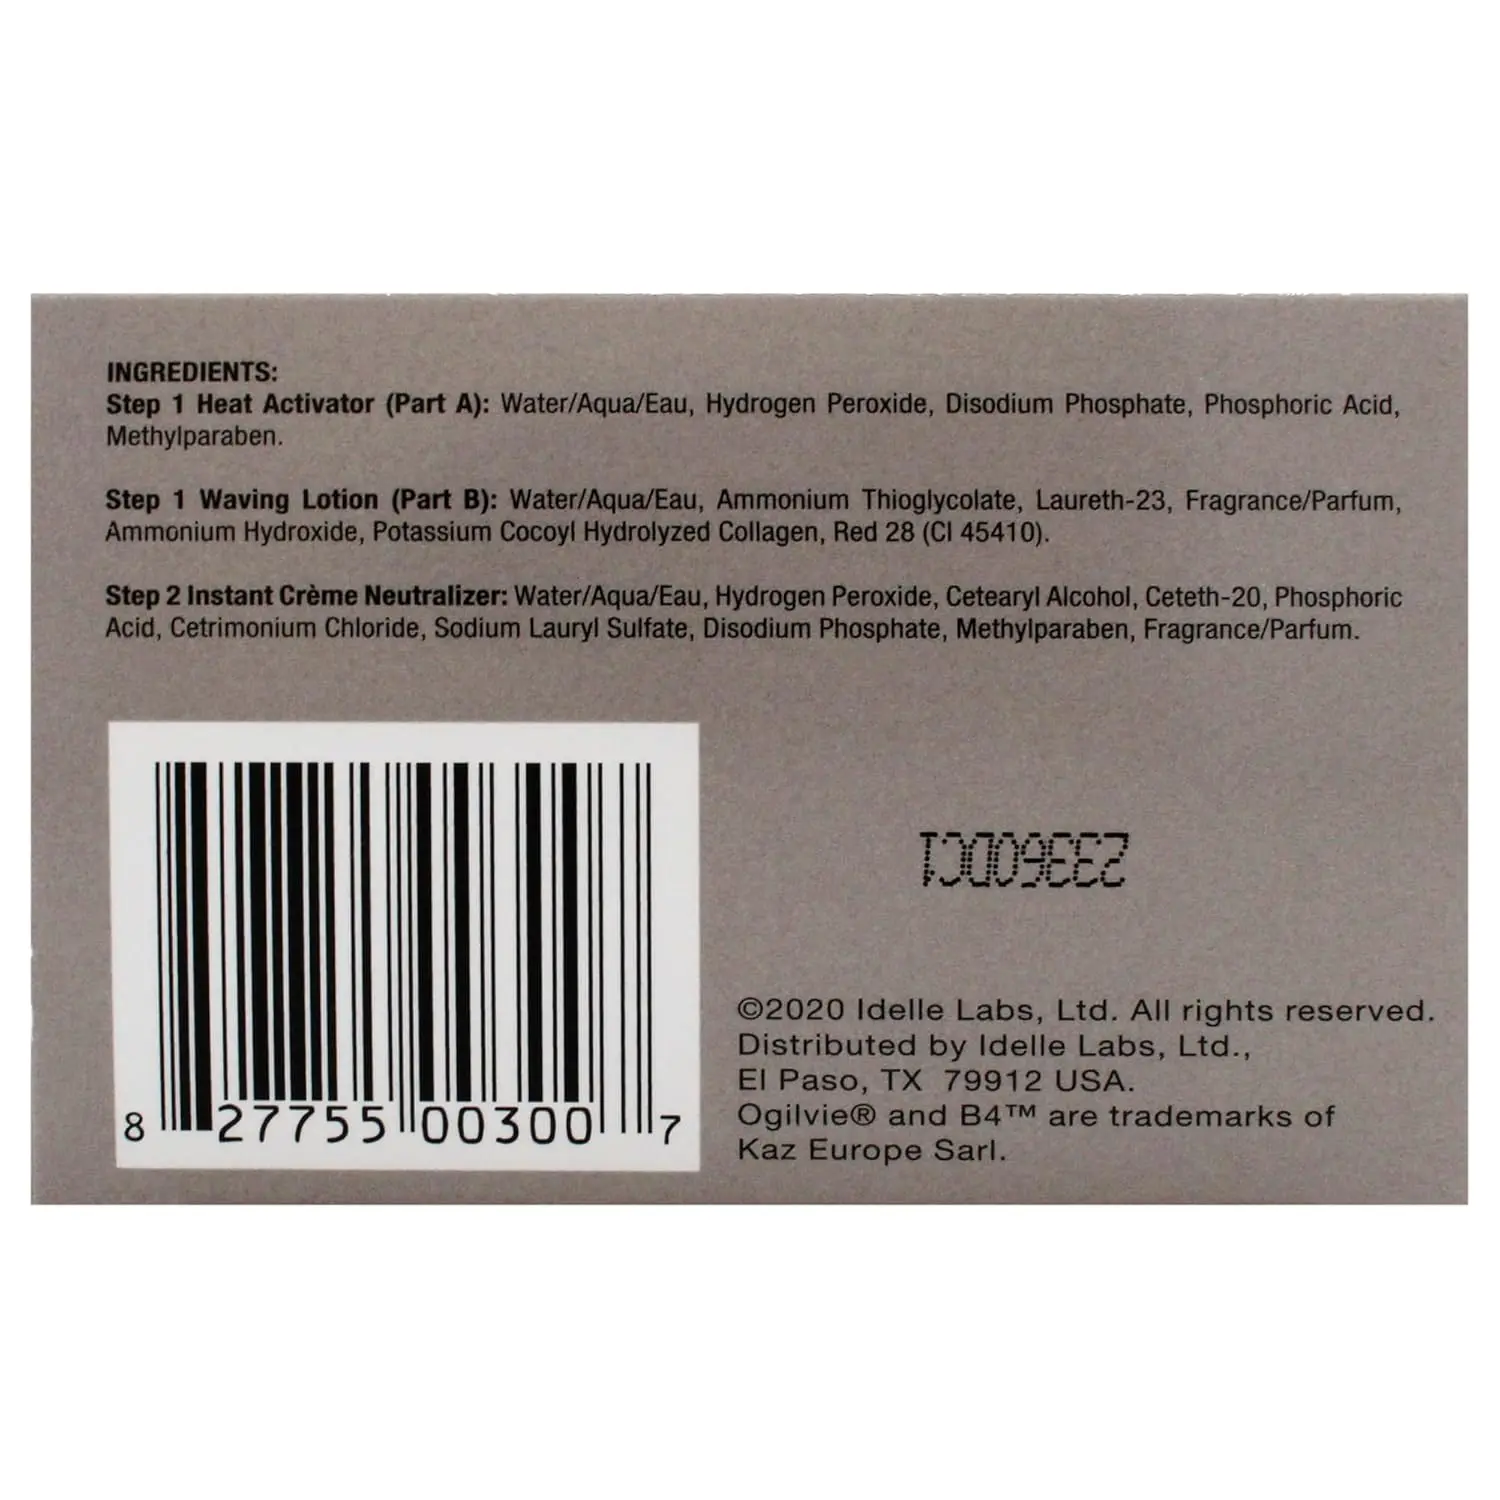 INGREDIENTS:
Step 1 Heat Activator (Part A): Water/Aqua/Eau, Hydrogen Peroxide, Disodium Phosphate, Phosphoric Acid,
Methylparaben.
Step 1 Waving Lotion (Part B): Water/Aqua/Eau, Ammonium Thioglycolate, Laureth-23, Fragrance/Parfum,
Ammonium Hydroxide, Potassium Cocoyl Hydrolyzed Collagen, Red 28 (CI 45410).
Step 2 Instant Crème Neutralizer: Water/Aqua/Eau, Hydrogen Peroxide, Cetearyl Alcohol, Ceteth-20, Phosphoric
Acid, Cetrimonium Chloride, Sodium Lauryl Sulfate, Disodium Phosphate, Methylparaben, Fragrance/Parfum.
8 27755 00300 7
©2020 Idelle Labs, Ltd. All rights reserved.
Distributed by Idelle Labs, Ltd.,
El Paso, TX 79912 USA.
Ogilvie® and B4™ are trademarks of
Kaz Europe Sarl.